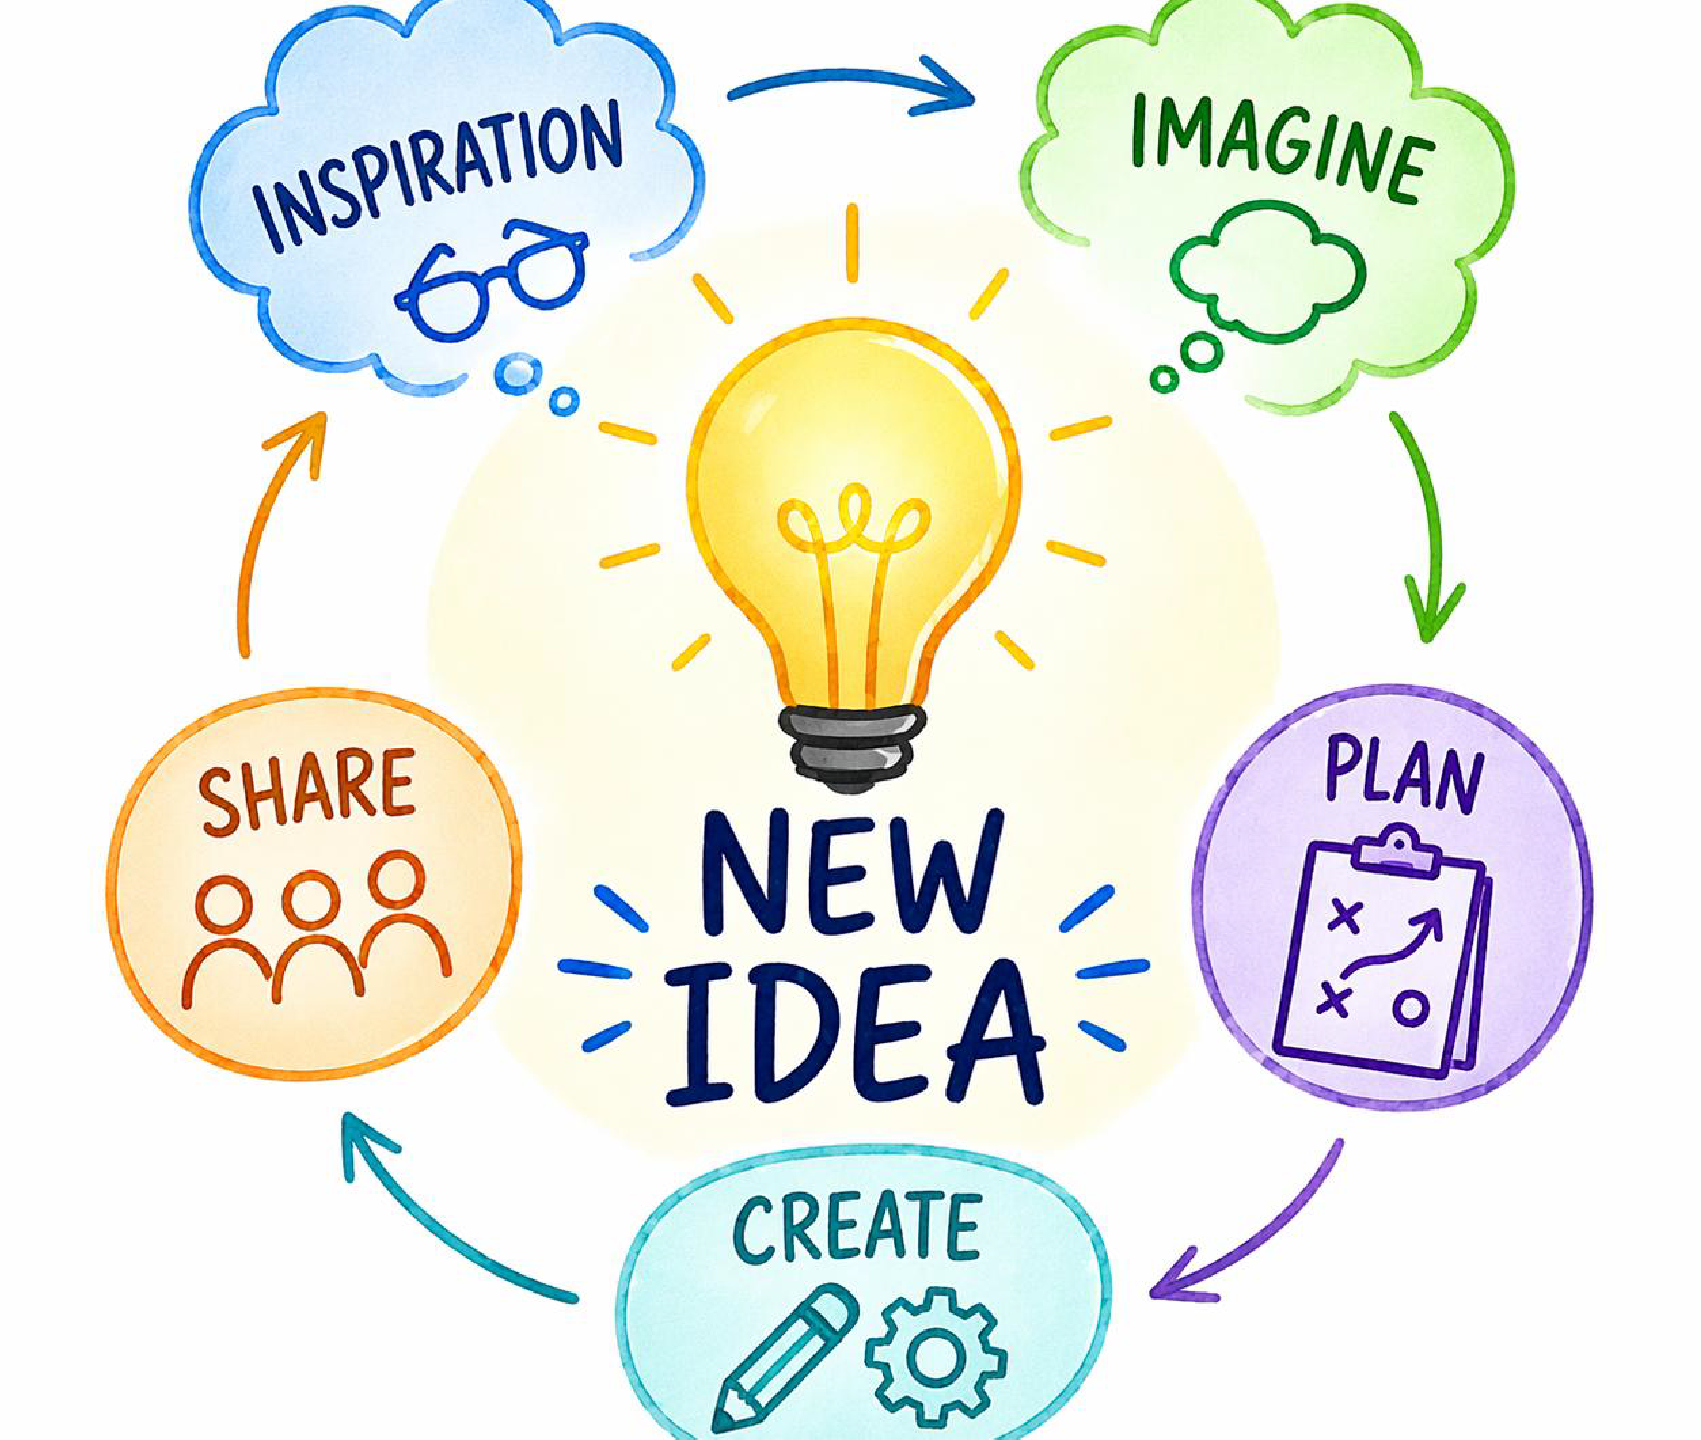 INSPIRATION
IMAGINE
SHARE
PLAN
NEW
IDEA
CREATE